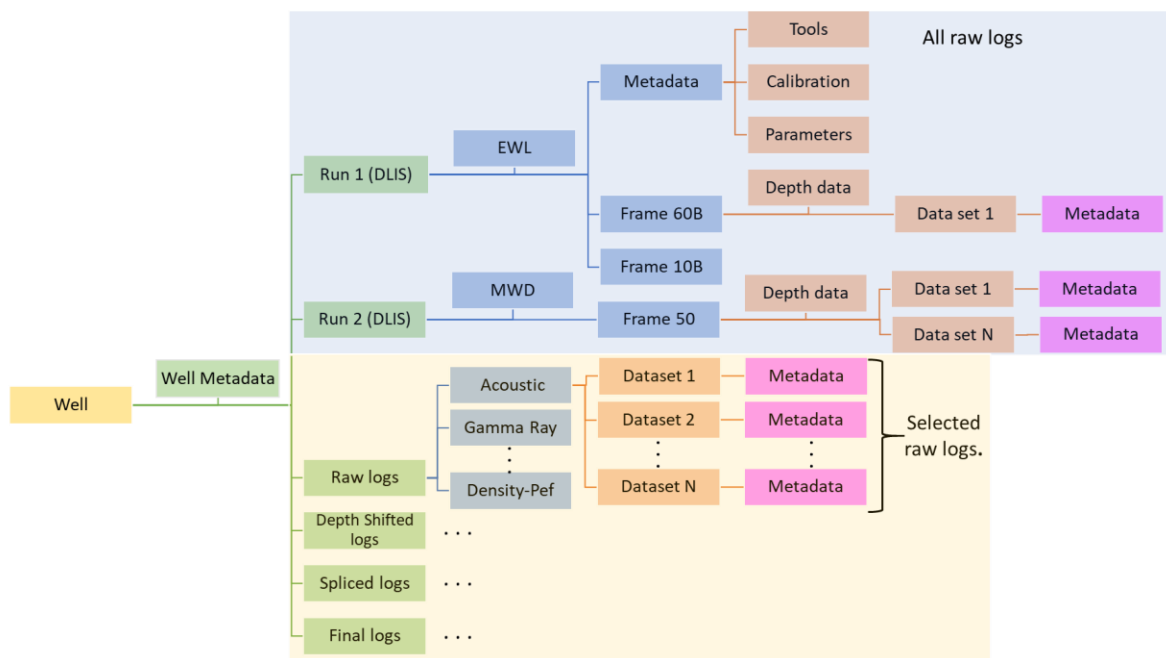 Tools
All raw logs
Metadata
Calibration
Parameters
EWL
Run 1 (DLIS)
Depth data
Frame 60B
Data set 1
Metadata
Frame 10B
MWD
Depth data
Data set 1
Metadata
Run 2 (DLIS)
Frame 50
Data set N
Metadata
Well Metadata
Well
Acoustic
Dataset 1
Metadata
Gamma Ray
Dataset 2
Metadata
Selected
raw logs.
Raw logs
Density-Pef
Dataset N
Metadata
Depth Shifted
logs
. . .
Spliced logs
. . .
Final logs
. . .